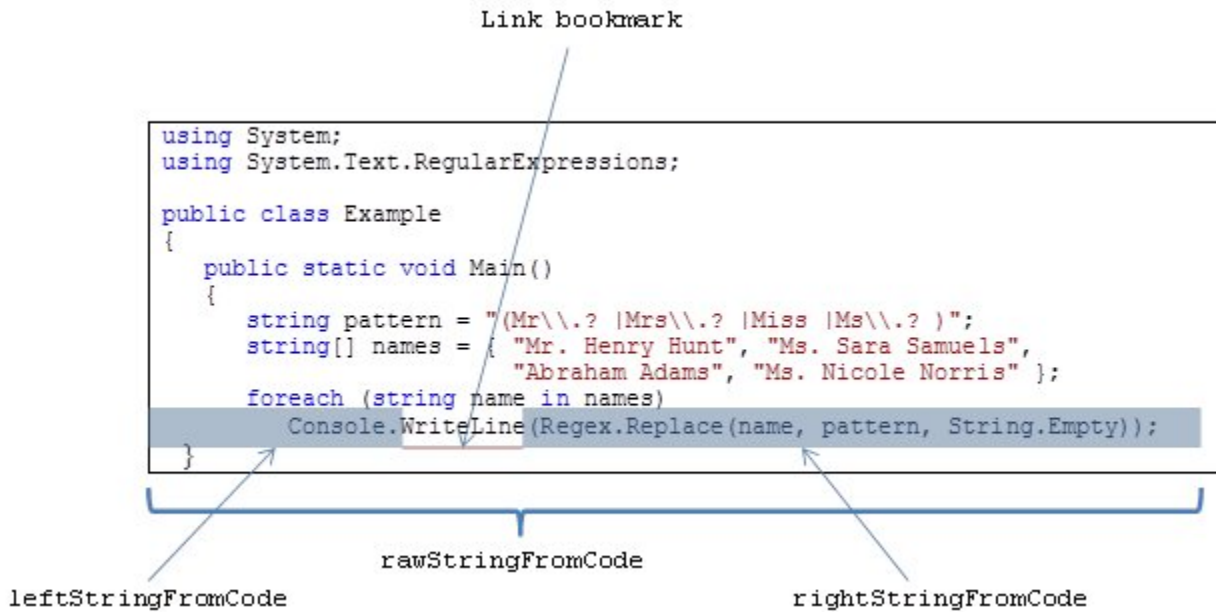 Link bookmark
using System;
using System.Text.RegularExpressions;
public class Example
{
   public static void Main()
   {
      string pattern = "(Mr\\.? |Mrs\\.? |Miss |Ms\\.? )";
      string[] names = { "Mr. Henry Hunt", "Ms. Sara Samuels",
                         "Abraham Adams", "Ms. Nicole Norris" };
      foreach (string name in names)
         Console.WriteLine(Regex.Replace(name, pattern, String.Empty));
   }
rawStringFromCode
leftStringFromCode
rightStringFromCode